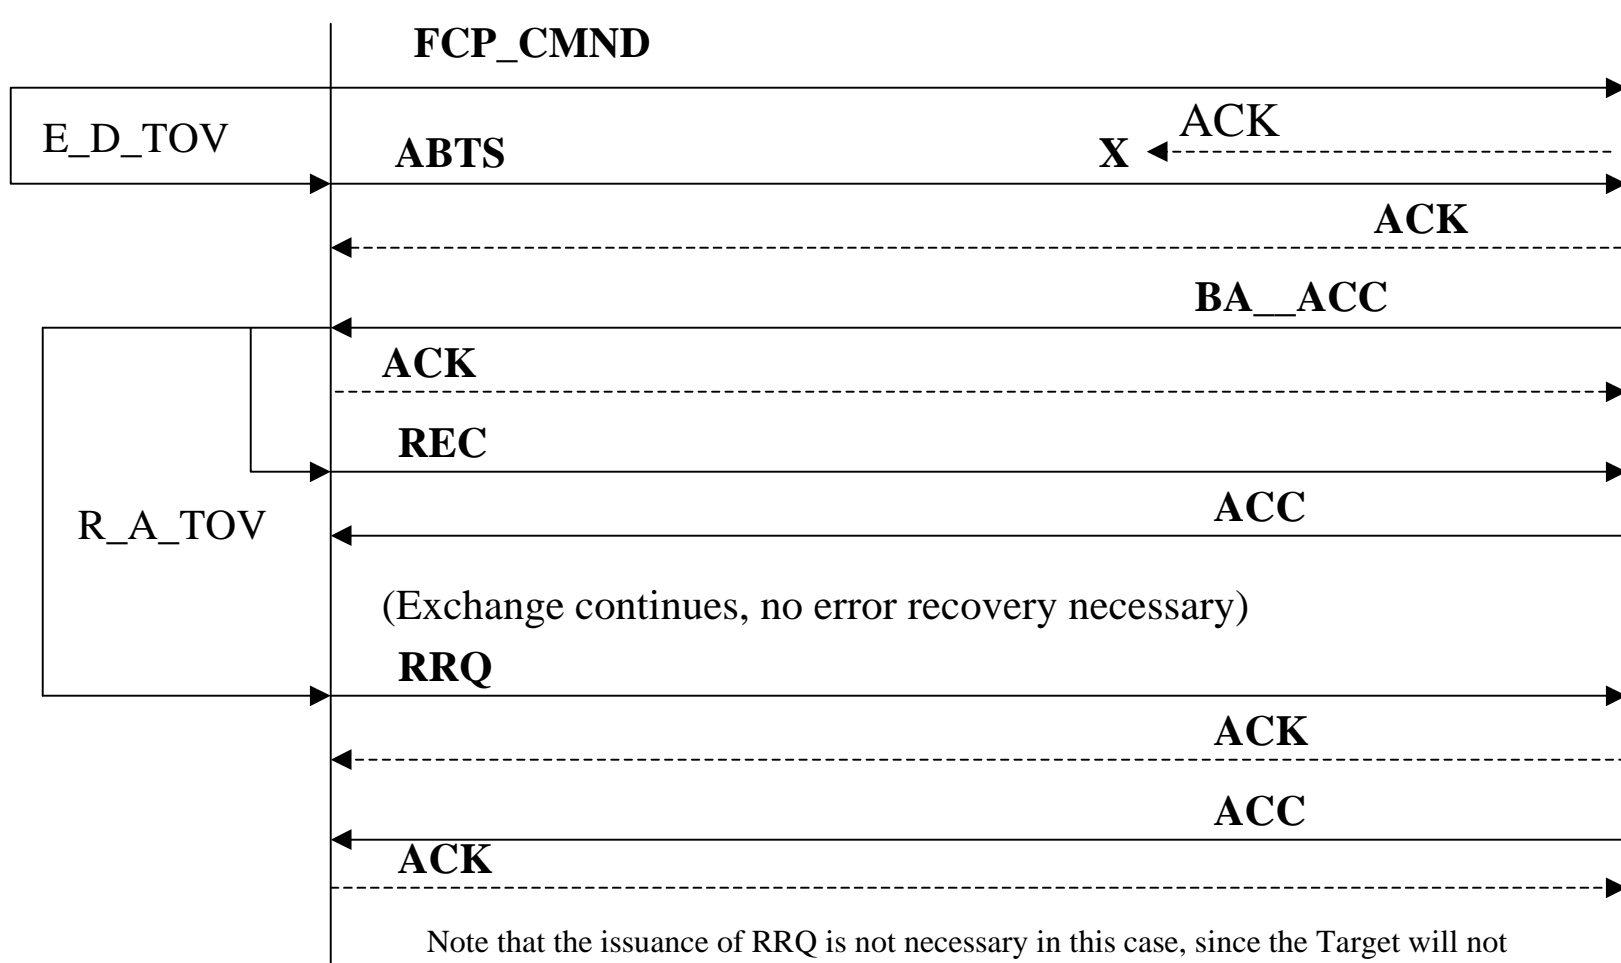 FCP_CMND
E_D_TOV
ACK
ABTS
X
ACK
BA__ACC
ACK
REC
ACC
R_A_TOV
(Exchange continues, no error recovery necessary)
RRQ
ACK
ACC
ACK
Note that the issuance of RRQ is not necessary in this case, since the Target will not